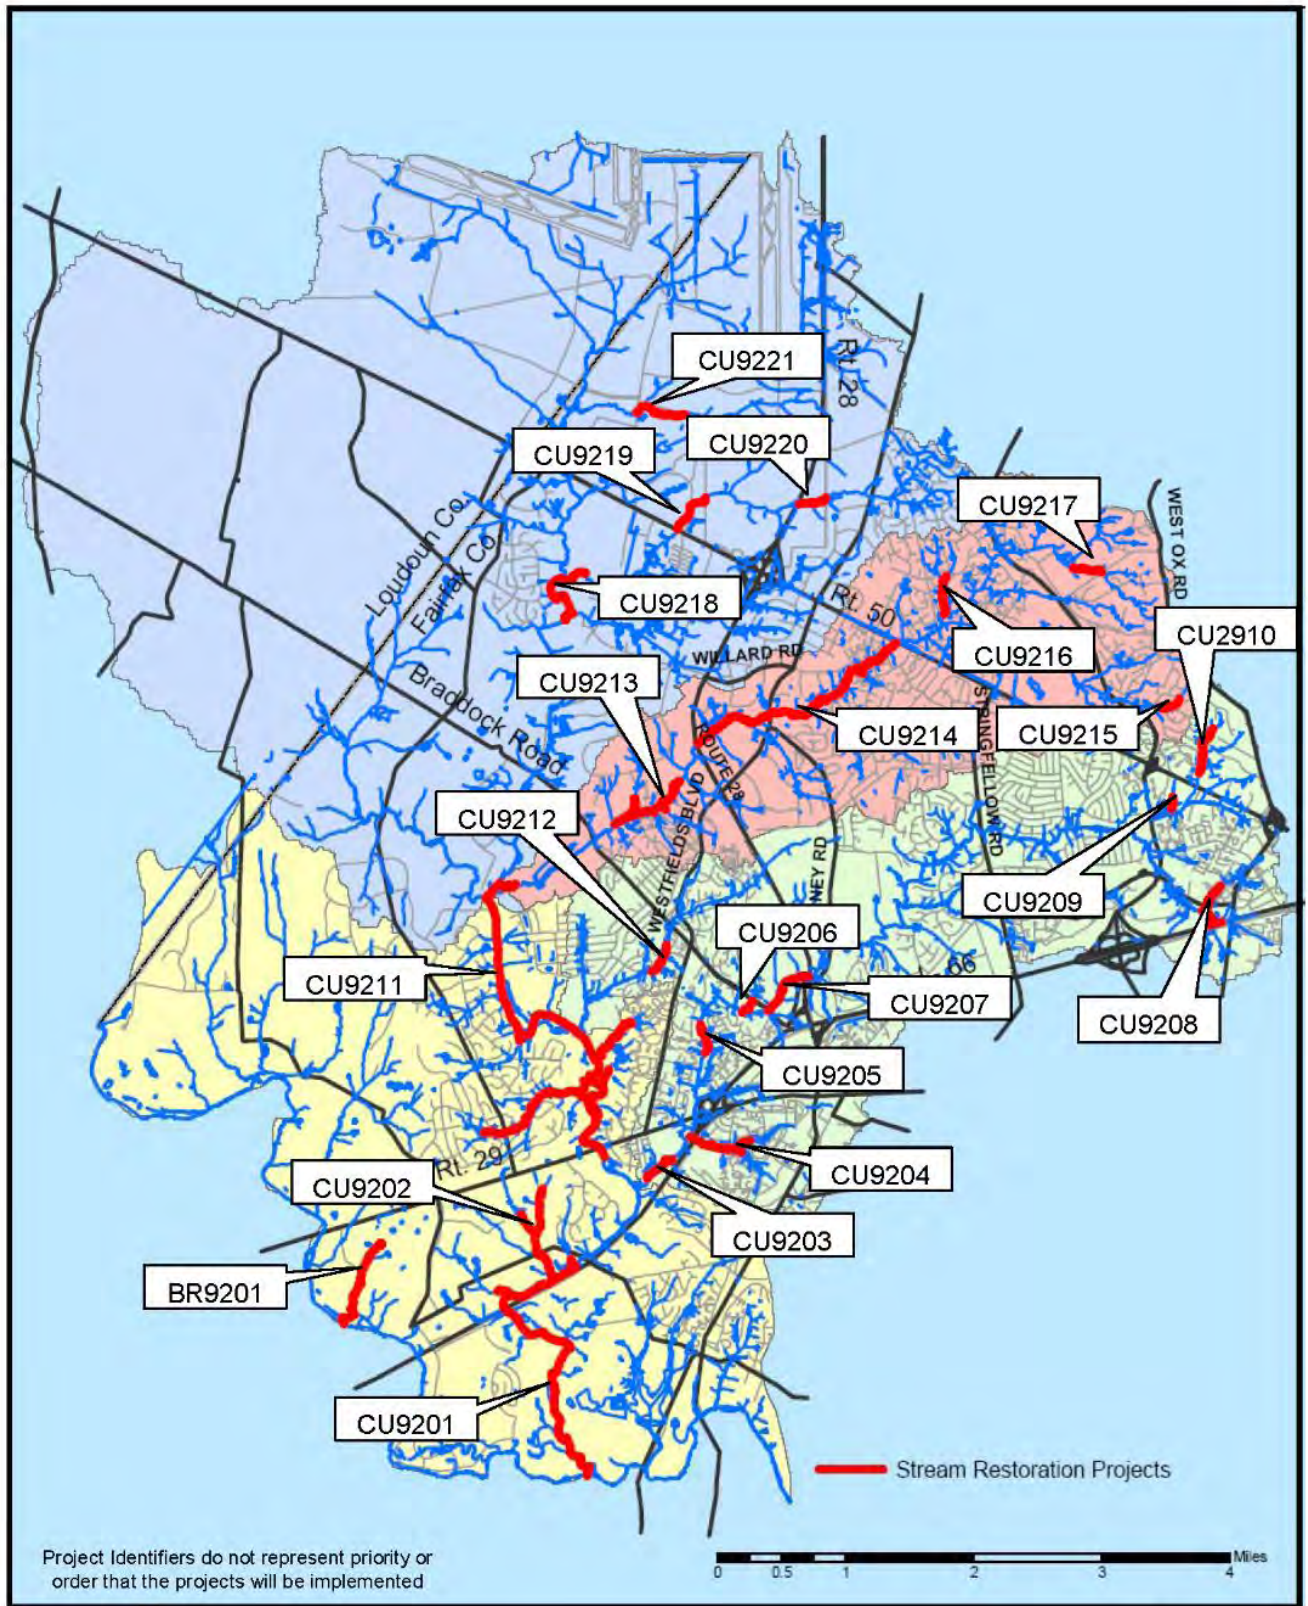 CU9221
Rt. 28
CU9219
CU9220
CU9217
WEST OX RD
Loudoun Co.
Fairfax Co.
CU9218
Rt. 50
CU2910
WILLARD RD
CU9216
CU9213
Braddock Road
CU9214
CU9215
STRINGFELLOW RD
ROUTE 28
WESTFIELDS BLVD
CU9212
NEY RD
CU9209
CU9206
CU9211
66
CU9207
CU9208
CU9205
Rt. 29
CU9202
CU9204
CU9203
BR9201
CU9201
Stream Restoration Projects
Project Identifiers do not represent priority or
order that the projects will be implemented
Miles
0 0.5 1 2 3 4